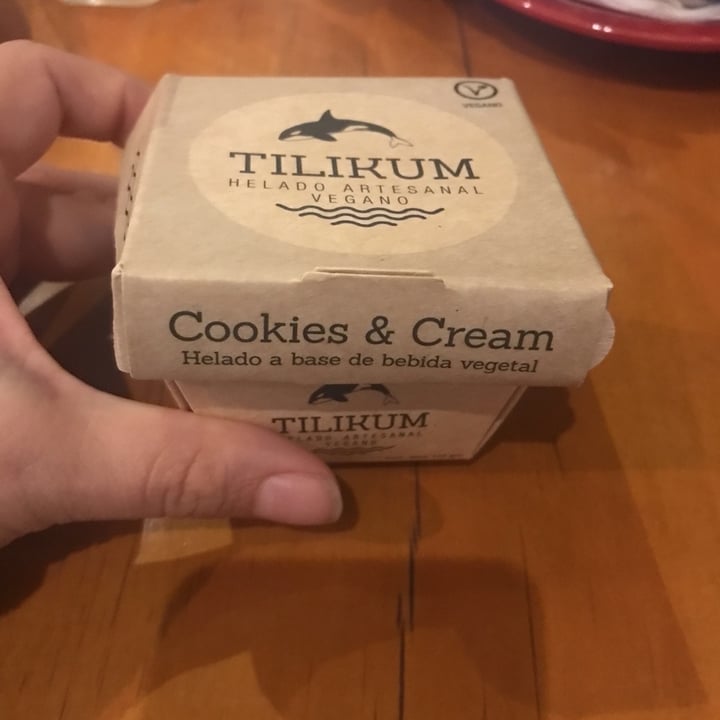 VEGANO
TILIKUM
HELADO ARTESANAL
VEGANO
Cookies & Cream
Helado a base de bebida vegetal
TILIKUM
HELADO ARTESANAL
VEGANO